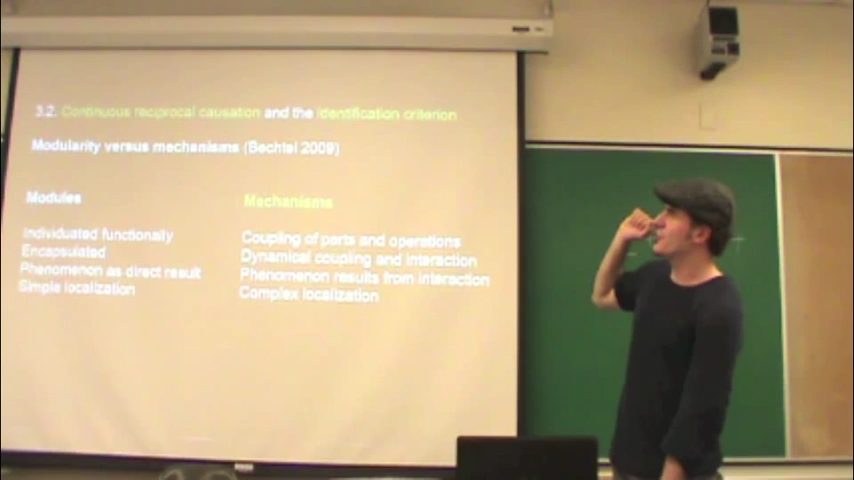 3.2. Continuous reciprocal causation and the identification criterion
Modularity versus mechanisms (Bechtel 2009)
Modules
Individuated functionally
Encapsulated
Phenomenon as direct result
Simple localization
Mechanisms
Coupling of parts and operations
Dynamical coupling and interaction
Phenomenon results from interaction
Complex localization